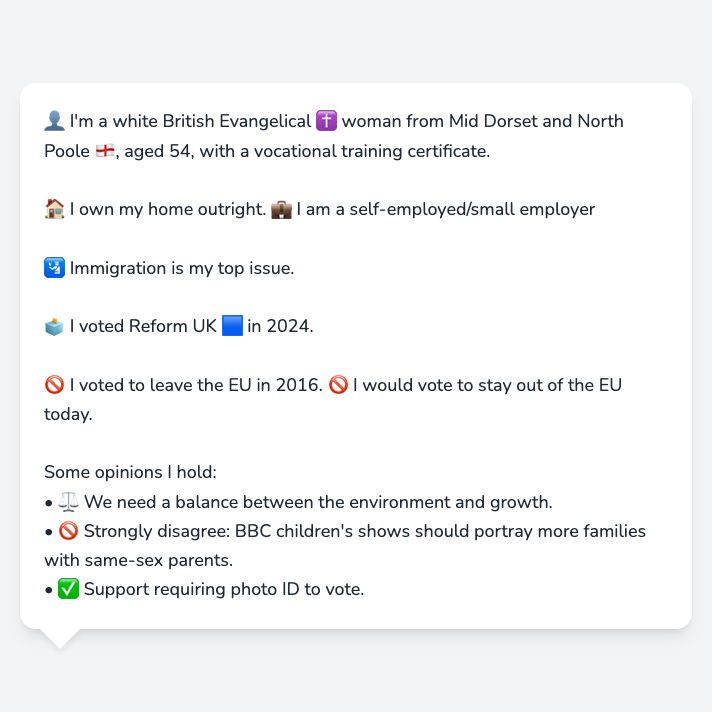 👤 I'm a white British Evangelical ✝️ woman from Mid Dorset and North
Poole 🏴󠁧󠁢󠁥󠁮󠁧󠁿, aged 54, with a vocational training certificate.
🏠 I own my home outright. 💼 I am a self-employed/small employer
🛂 Immigration is my top issue.
🗳️ I voted Reform UK 🟦 in 2024.
🚫 I voted to leave the EU in 2016. 🚫 I would vote to stay out of the EU
today.
Some opinions I hold:
• ⚖️ We need a balance between the environment and growth.
• 🚫 Strongly disagree: BBC children's shows should portray more families
with same-sex parents.
• ✅ Support requiring photo ID to vote.